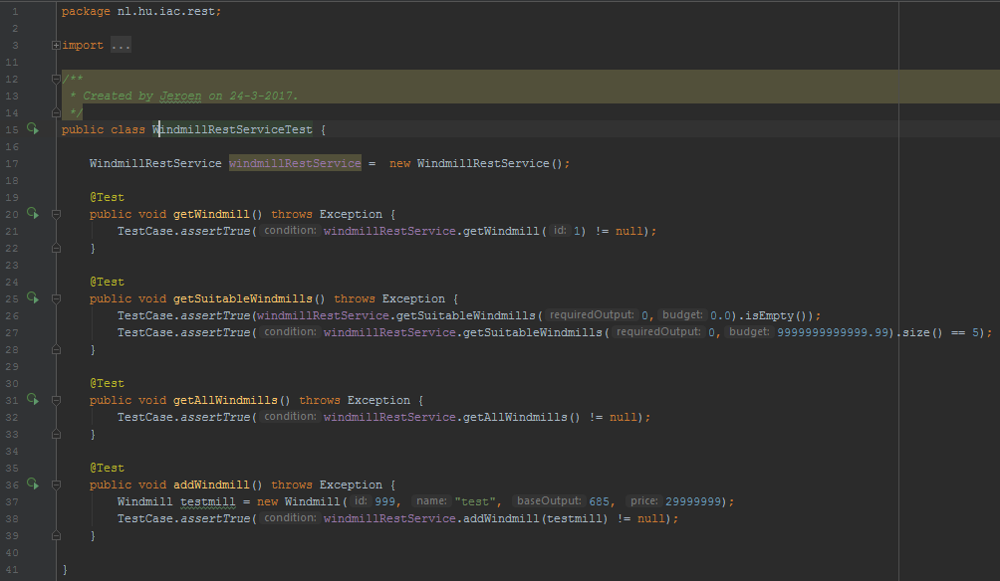 1 package nl.hu.iac.rest;
2
3 import ...
11
12 /**
13 * Created by Jeroen on 24-3-2017.
14 */
15 public class WindmillRestServiceTest {
16
17 WindmillRestService windmillRestService = new WindmillRestService();
18
19 @Test
20 public void getWindmill() throws Exception {
21 TestCase.assertTrue( condition: windmillRestService.getWindmill( id: 1) != null);
22 }
23
24 @Test
25 public void getSuitableWindmills() throws Exception {
26 TestCase.assertTrue(windmillRestService.getSuitableWindmills( requiredOutput: 0, budget: 0.0).isEmpty());
27 TestCase.assertTrue( condition: windmillRestService.getSuitableWindmills( requiredOutput: 0, budget: 9999999999999.99).size() == 5);
28 }
29
30 @Test
31 public void getAllWindmills() throws Exception {
32 TestCase.assertTrue( condition: windmillRestService.getAllWindmills() != null);
33 }
34
35 @Test
36 public void addWindmill() throws Exception {
37 Windmill testmill = new Windmill( id: 999, name: "test", baseOutput: 685, price: 29999999);
38 TestCase.assertTrue( condition: windmillRestService.addWindmill(testmill) != null);
39 }
40
41 }